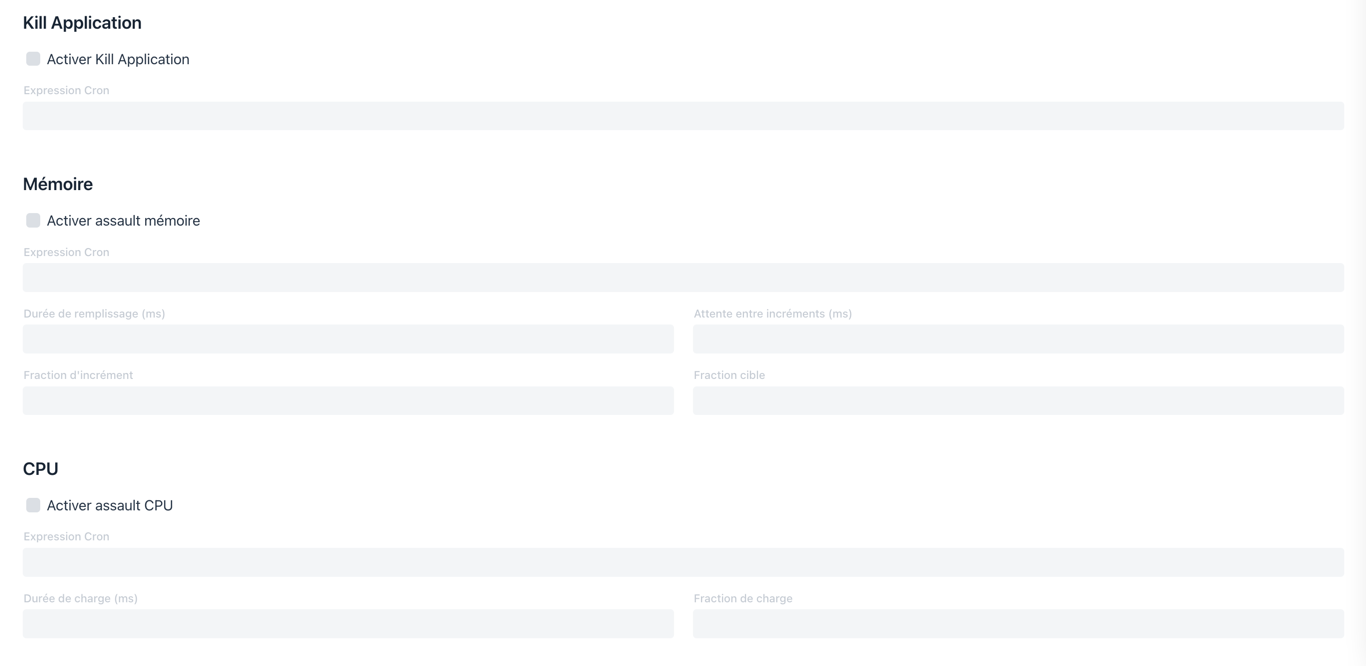 Kill Application
Activer Kill Application
Expression Cron
Mémoire
Activer assault mémoire
Expression Cron
Durée de remplissage (ms)
Attente entre incréments (ms)
Fraction d'incrément
Fraction cible
CPU
Activer assault CPU
Expression Cron
Durée de charge (ms)
Fraction de charge